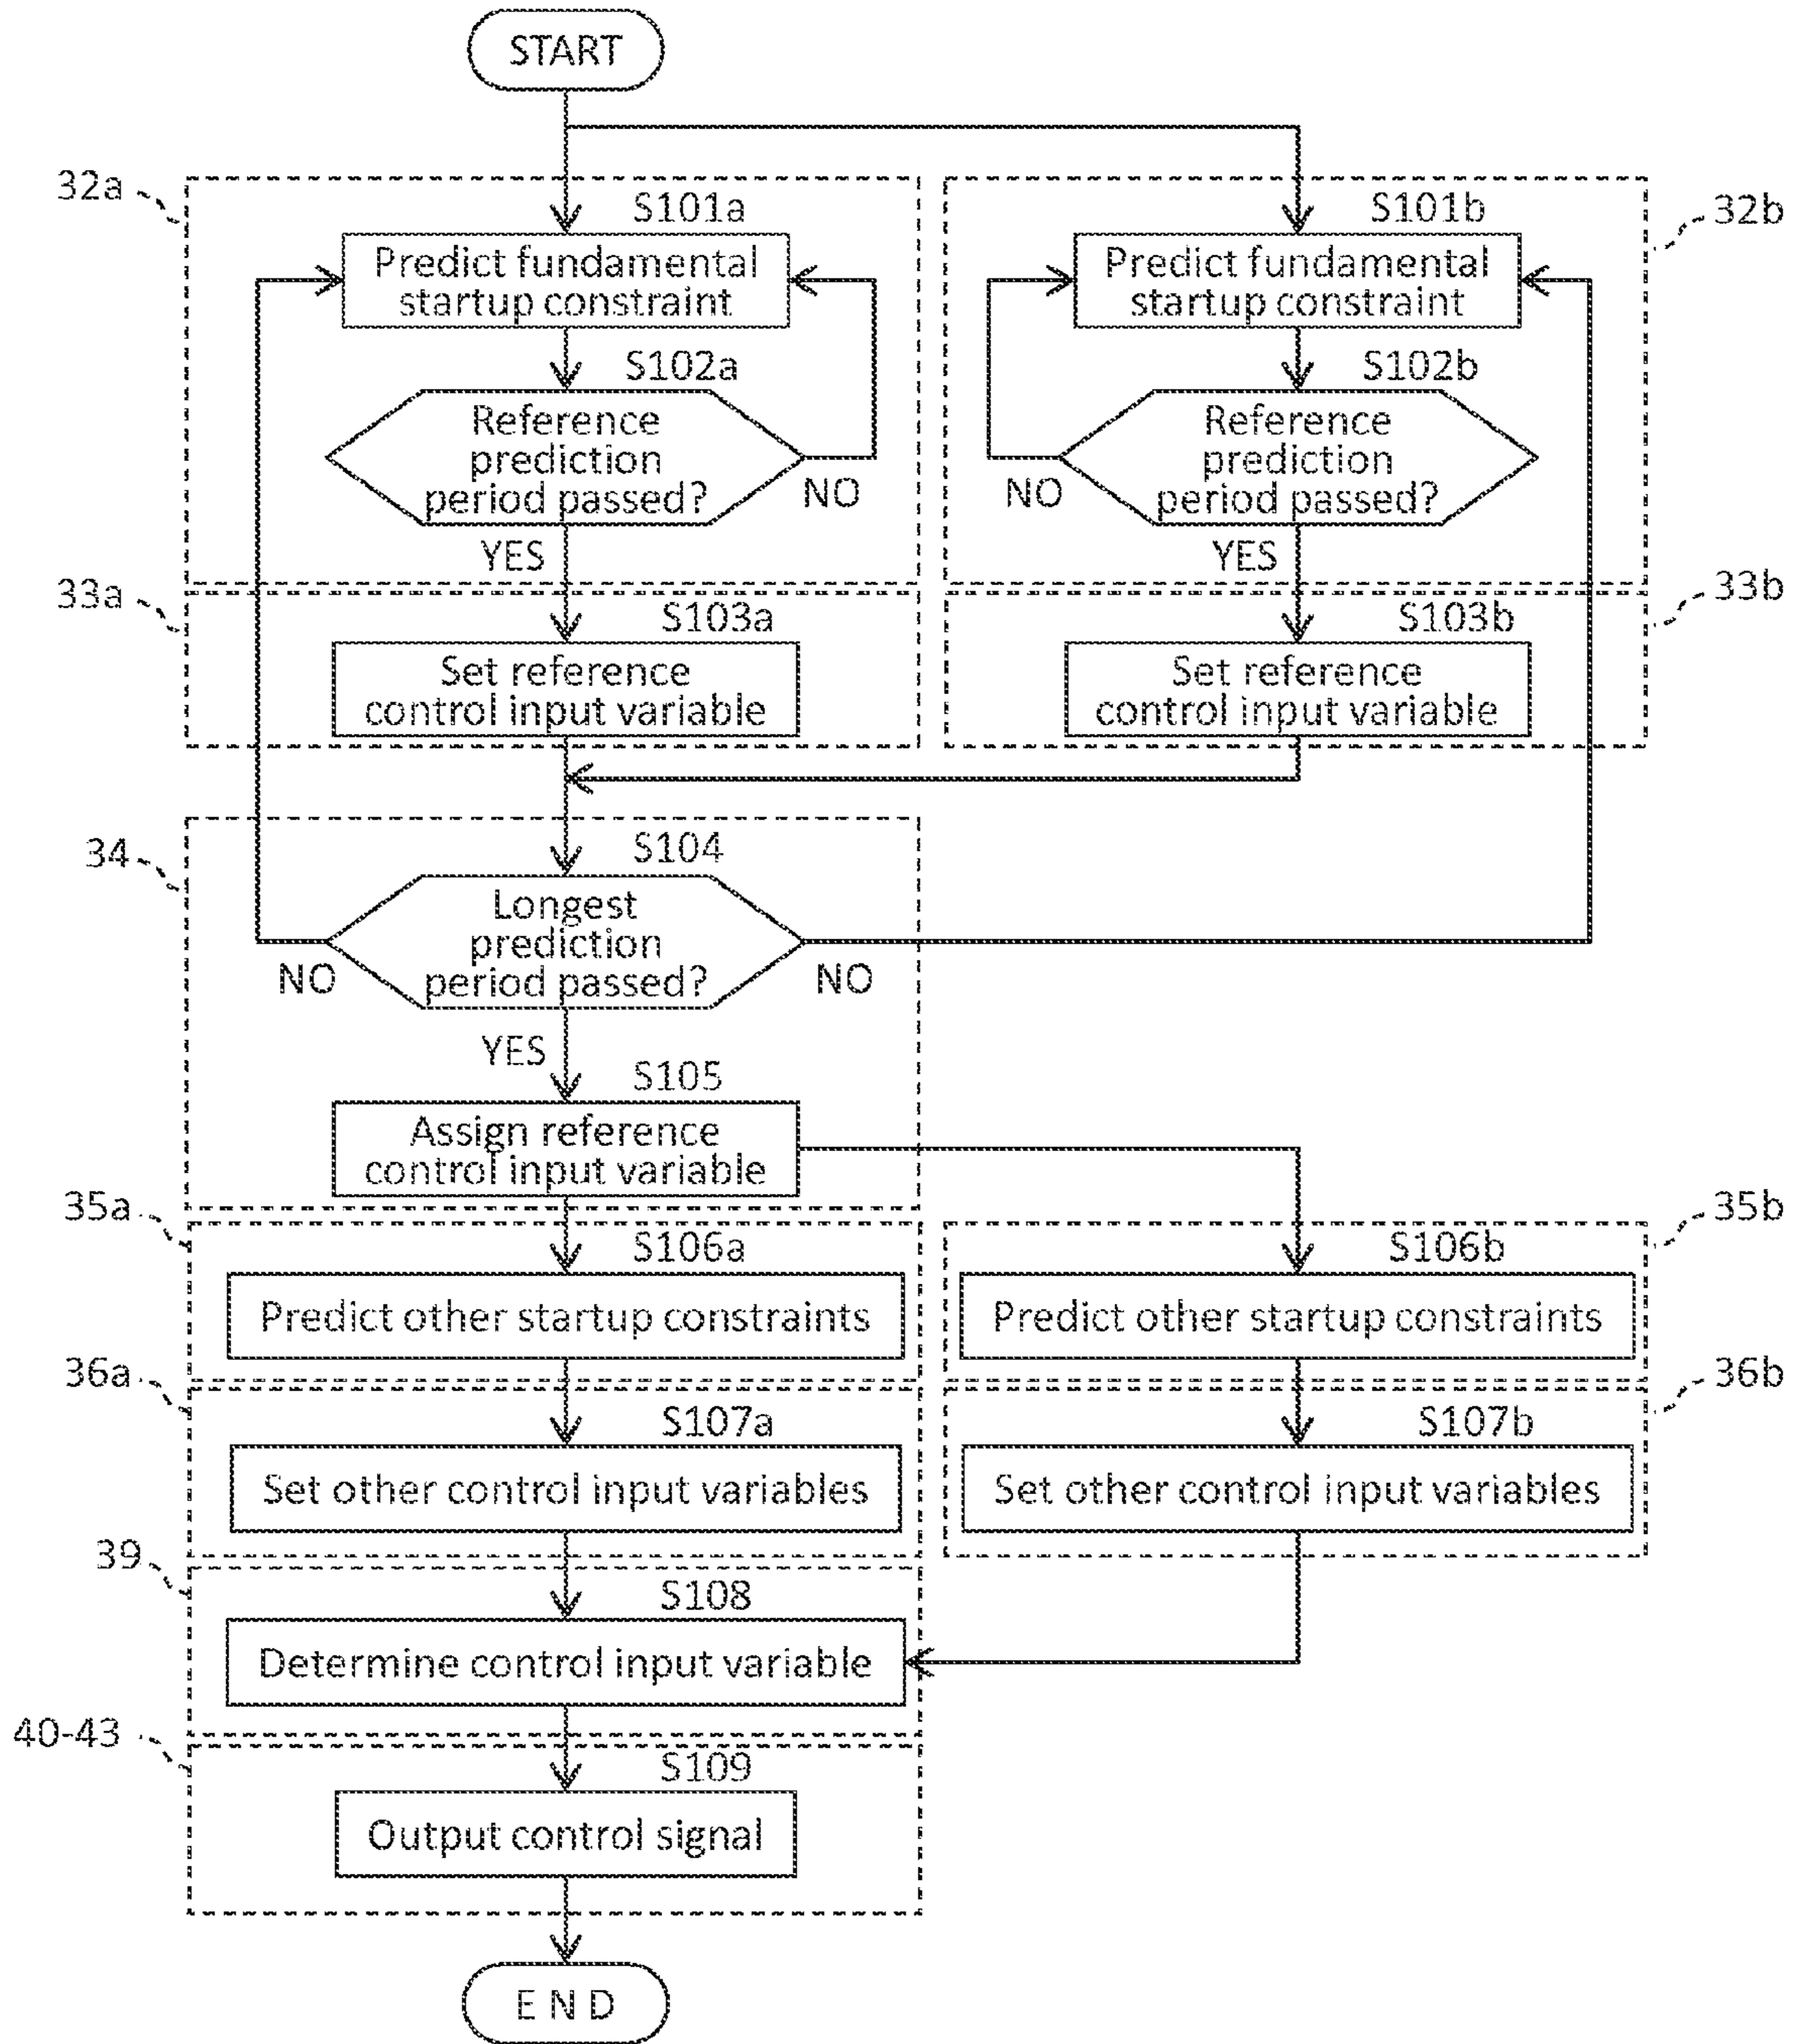 START
32a
S101a
S101b
32b
Predict fundamental
startup constraint
Predict fundamental
startup constraint
S102a
S102b
Reference
prediction
period passed?
NO
Reference
prediction
period passed?
NO
YES
YES
33a
S103a
S103b
33b
Set reference
control input variable
Set reference
control input variable
34
S104
Longest
prediction
period passed?
NO
NO
YES
S105
Assign reference
control input variable
35a
S106a
S106b
35b
Predict other startup constraints
Predict other startup constraints
36a
S107a
S107b
36b
Set other control input variables
Set other control input variables
39
S108
Determine control input variable
40-43
S109
Output control signal
END